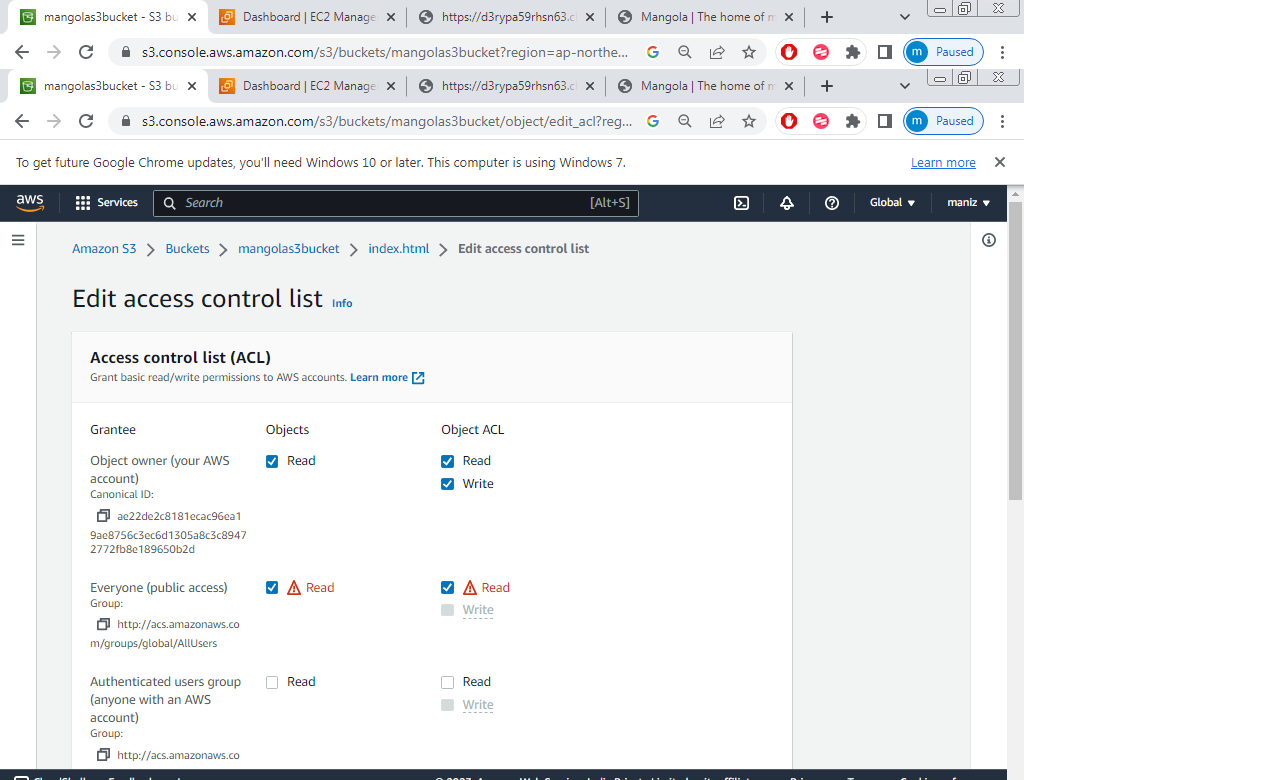 mangolas3bucket - S3 bu
Dashboard | EC2 Manage
https://d3rypa59rhsn63.cl
Mangola | The home of m
s3.console.aws.amazon.com/s3/buckets/mangolas3bucket?region=ap-northe...
m Paused
mangolas3bucket - S3 bu
Dashboard | EC2 Manage
https://d3rypa59rhsn63.cl
Mangola | The home of m
s3.console.aws.amazon.com/s3/buckets/mangolas3bucket/object/edit_acl?reg...
m Paused
To get future Google Chrome updates, you'll need Windows 10 or later. This computer is using Windows 7.
Learn more
aws
Services
Search
[Alt+S]
Global
maniz
Amazon S3
Buckets
mangolas3bucket
index.html
Edit access control list
Edit access control list Info
Access control list (ACL)
Grant basic read/write permissions to AWS accounts. Learn more
Grantee
Objects
Object ACL
Object owner (your AWS
account)
Canonical ID:
ae22de2c8181ecac96ea1
9ae8756c3ec6d1305a8c3c8947
2772fb8e189650b2d
Read
Read
Write
Everyone (public access)
Group:
http://acs.amazonaws.co
m/groups/global/AllUsers
Read
Read
Write
Authenticated users group
(anyone with an AWS
account)
Group:
http://acs.amazonaws.co
Read
Read
Write